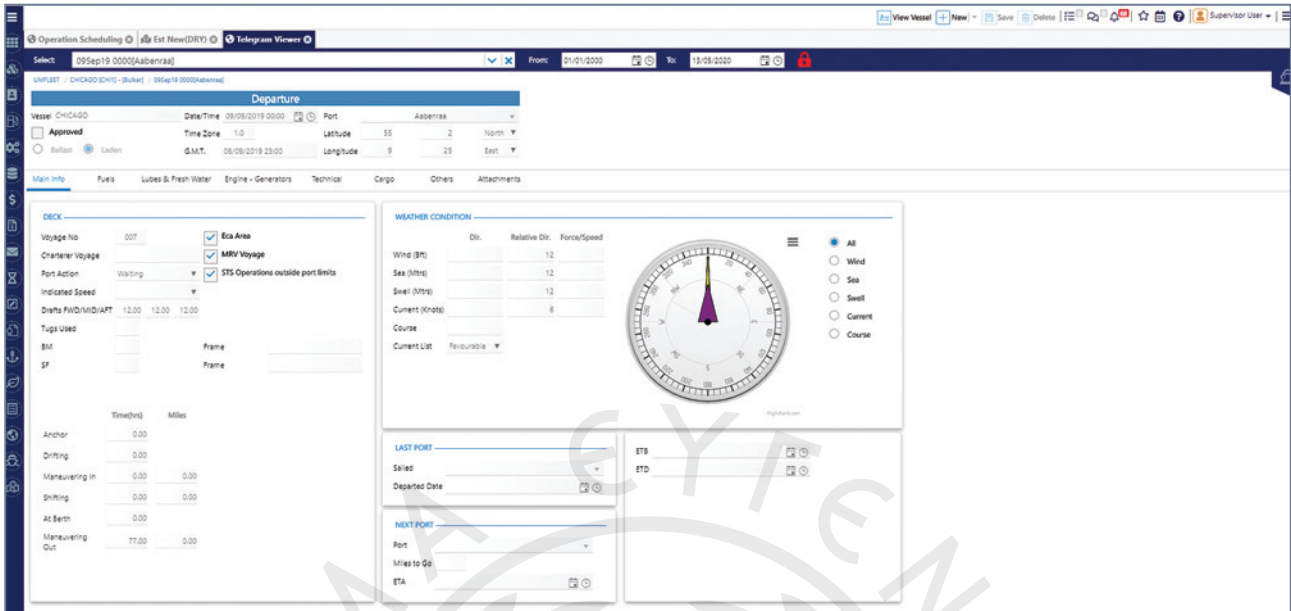 View Vessel New Save Delete Supervisor User
Operation Scheduling Est New(DRY) Telegram Viewer
Select 09Sep19 0000[Aabenraa] From: 01/01/2000 To: 13/05/2020
UMFLEET / CHICAGO [CHI1] - [Bulker] / 09Sep19 0000[Aabenraa]
Departure
Vessel CHICAGO Date/Time 09/09/2019 00:00 Port Aabenraa
Approved Time Zone 1.0 Latitude 55 2 North
Ballast Laden G.M.T. 08/09/2019 23:00 Longitude 9 25 East
Main Info Fuels Lubes & Fresh Water Engine - Generators Technical Cargo Others Attachments
DECK
Voyage No 007 Eca Area
Charterer Voyage MRV Voyage
Port Action Waiting STS Operations outside port limits
Indicated Speed
Drafts FWD/MID/AFT 12.00 12.00 12.00
Tugs Used
BM Frame
SF Frame
Time(hrs) Miles
Anchor 0.00
Drifting 0.00
Maneuvering In 0.00 0.00
Shifting 0.00 0.00
At Berth 0.00
Maneuvering Out 77.00 0.00
WEATHER CONDITION
Dir. Relative Dir. Force/Speed
Wind (Bft) 12
Sea (Mtrs) 12
Swell (Mtrs) 12
Current (Knots) 6
Course
Current List Favourable
All
Wind
Sea
Swell
Current
Course
Highcharts.com
LAST PORT
Sailed
Departed Date
ETB
ETD
NEXT PORT
Port
Miles to Go
ETA